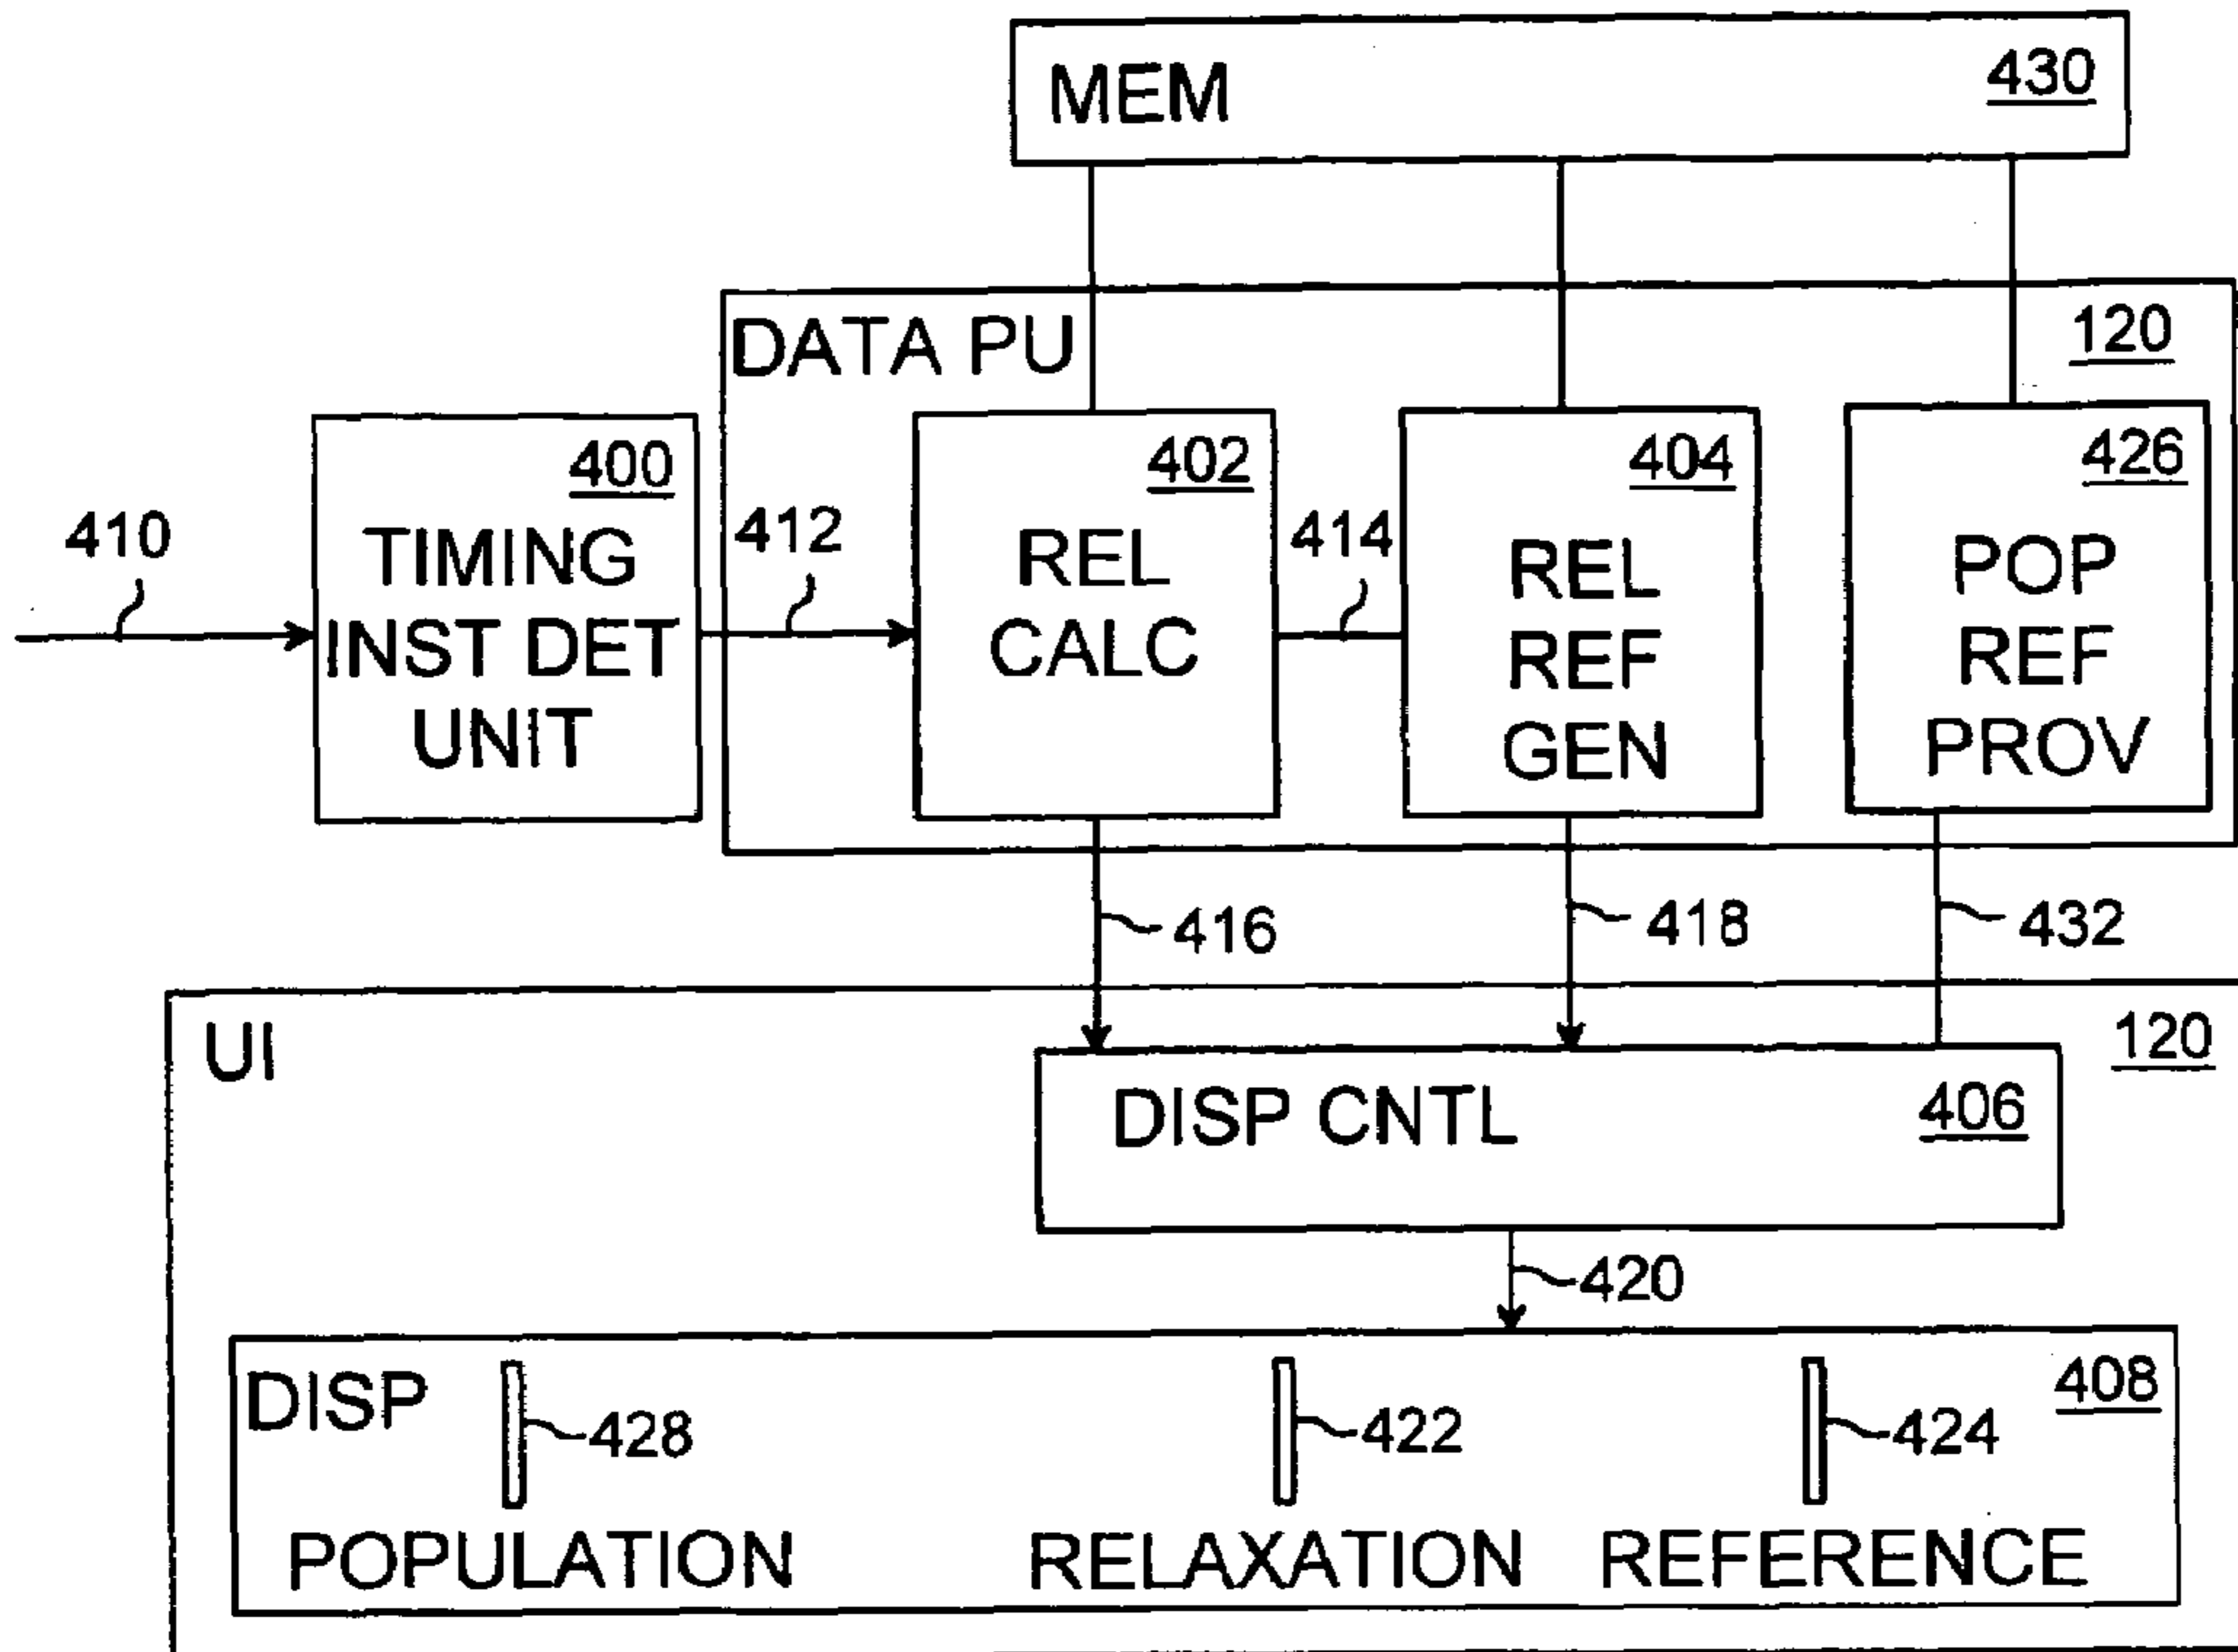 MEM 430
DATA PU 120
400
TIMING
INST DET
UNIT
410
412
402
REL
CALC
414
404
REL
REF
GEN
426
POP
REF
PROV
416
418
432
UI 120
DISP CNTL 406
420
DISP 408
428
422
424
POPULATION RELAXATION REFERENCE